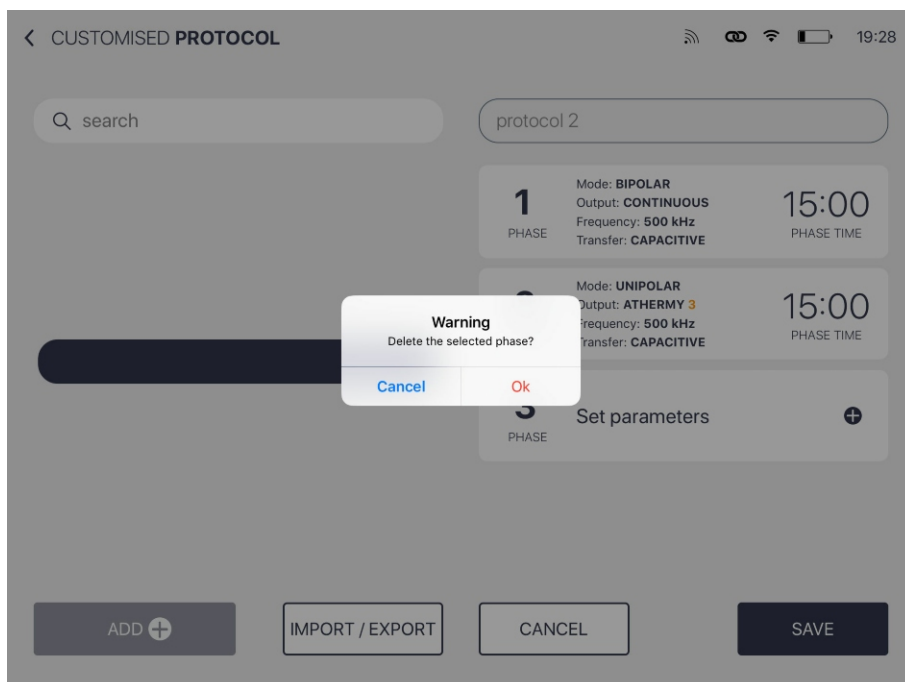 CUSTOMISED PROTOCOL
19:28
search
protocol 2
1
PHASE
Mode: BIPOLAR
Output: CONTINUOUS
Frequency: 500 kHz
Transfer: CAPACITIVE
15:00
PHASE TIME
Mode: UNIPOLAR
Output: ATHERMY 3
Frequency: 500 kHz
Transfer: CAPACITIVE
15:00
PHASE TIME
Warning
Delete the selected phase?
Cancel
Ok
3
PHASE
Set parameters
ADD
IMPORT / EXPORT
CANCEL
SAVE